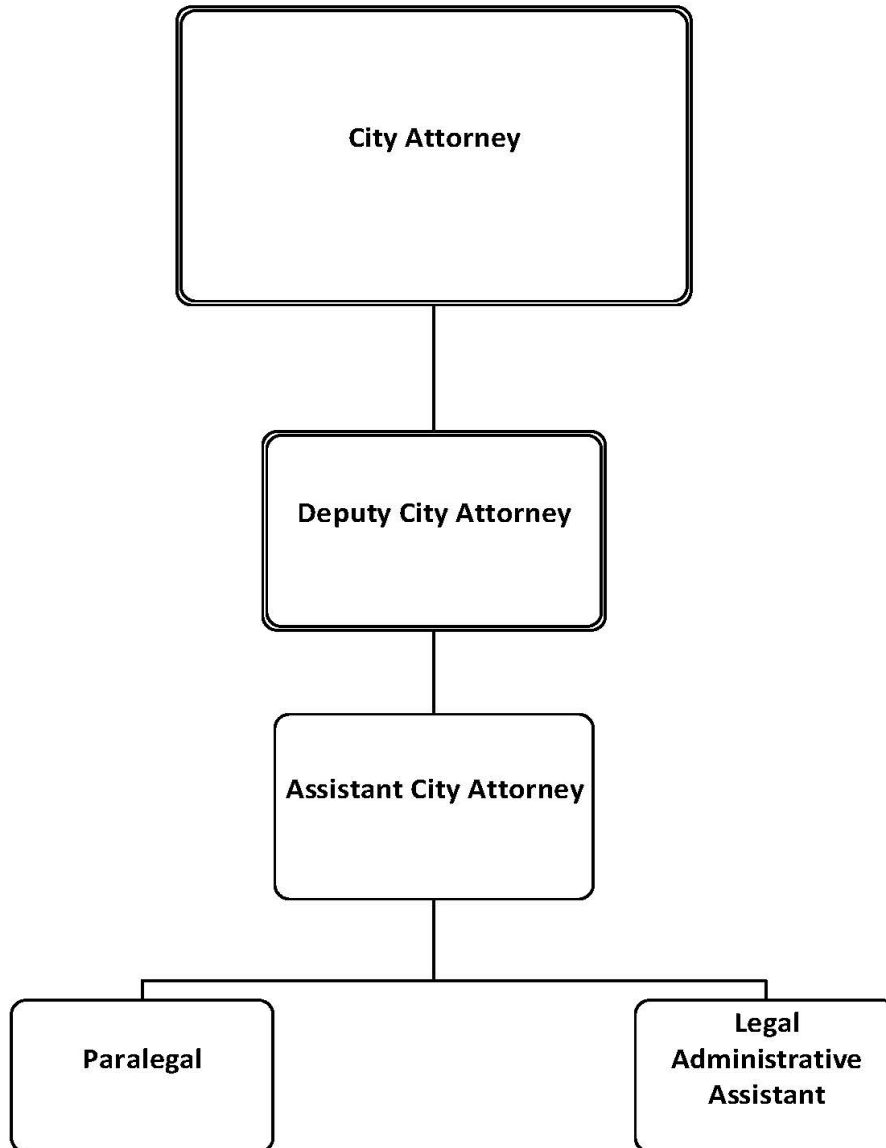 City Attorney
Deputy City Attorney
Assistant City Attorney
Paralegal
Legal
Administrative
Assistant